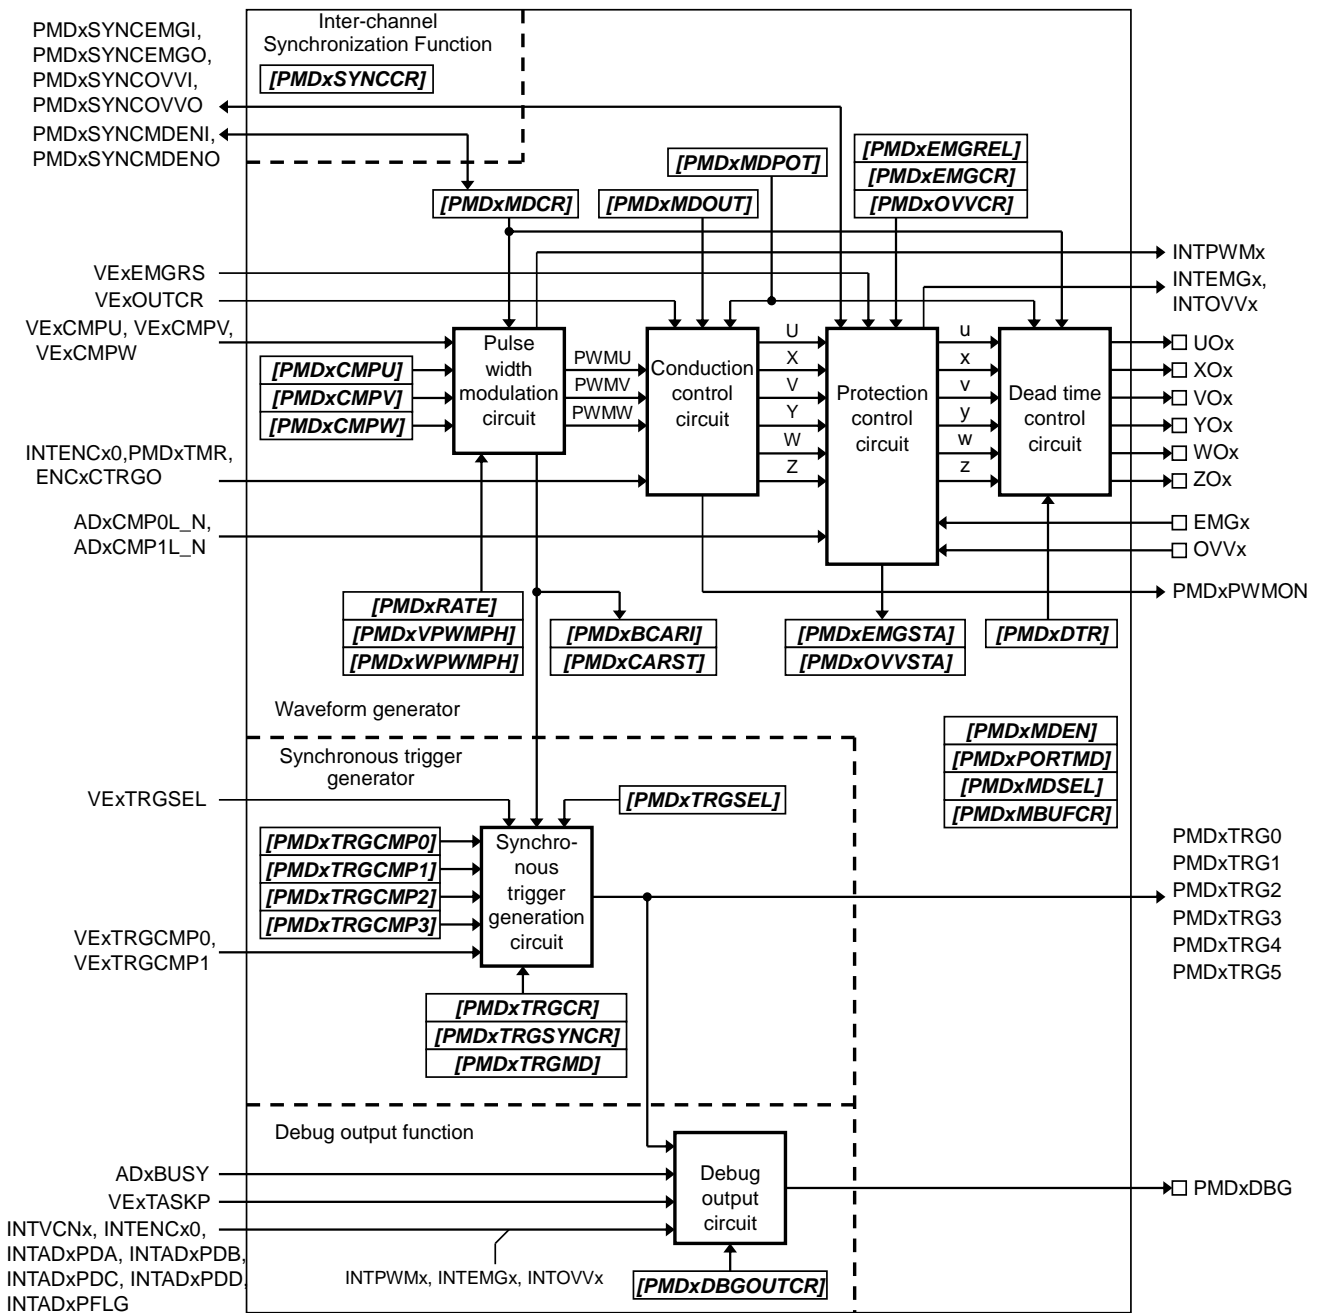 PMDxSYNCEMGI,
PMDxSYNCEMGO,
PMDxSYNCOVVI,
PMDxSYNCOVVO
PMDxSYNCMDENI,
PMDxSYNCMDENO
Inter-channel
Synchronization Function
[PMDxSYNCCR]
[PMDxMDCR]
[PMDxMDOUT]
[PMDxMDPOT]
[PMDxEMGREL]
[PMDxEMGCR]
[PMDxOVVCR]
VExEMGRS
VExOUTCR
VExCMPU, VExCMPV,
VExCMPW
[PMDxCMPU]
[PMDxCMPV]
[PMDxCMPW]
INTENCx0,PMDxTMR,
ENCxCTRGO
ADxCMP0L_N,
ADxCMP1L_N
Pulse
width
modulation
circuit
PWMU
PWMV
PWMW
Conduction
control
circuit
U
X
V
Y
W
Z
Protection
control
circuit
u
x
v
y
w
z
Dead time
control
circuit
INTPWMx
INTEMGx,
INTOVVx
UOx
XOx
VOx
YOx
WOx
ZOx
EMGx
OVVx
PMDxPWMON
[PMDxRATE]
[PMDxVPWMPH]
[PMDxWPWMPH]
[PMDxBCARI]
[PMDxCARST]
[PMDxEMGSTA]
[PMDxOVVSTA]
[PMDxDTR]
Waveform generator
[PMDxMDEN]
[PMDxPORTMD]
[PMDxMDSEL]
[PMDxMBUFCR]
Synchronous trigger
generator
VExTRGSEL
[PMDxTRGSEL]
[PMDxTRGCMP0]
[PMDxTRGCMP1]
[PMDxTRGCMP2]
[PMDxTRGCMP3]
VExTRGCMP0,
VExTRGCMP1
Synchro-
nous
trigger
generation
circuit
[PMDxTRGCR]
[PMDxTRGSYNCR]
[PMDxTRGMD]
PMDxTRG0
PMDxTRG1
PMDxTRG2
PMDxTRG3
PMDxTRG4
PMDxTRG5
Debug output function
ADxBUSY
VExTASKP
INTVCNx, INTENCx0,
INTADxPDA, INTADxPDB,
INTADxPDC, INTADxPDD,
INTADxPFLG
INTPWMx, INTEMGx, INTOVVx
Debug
output
circuit
[PMDxDBGOUTCR]
PMDxDBG